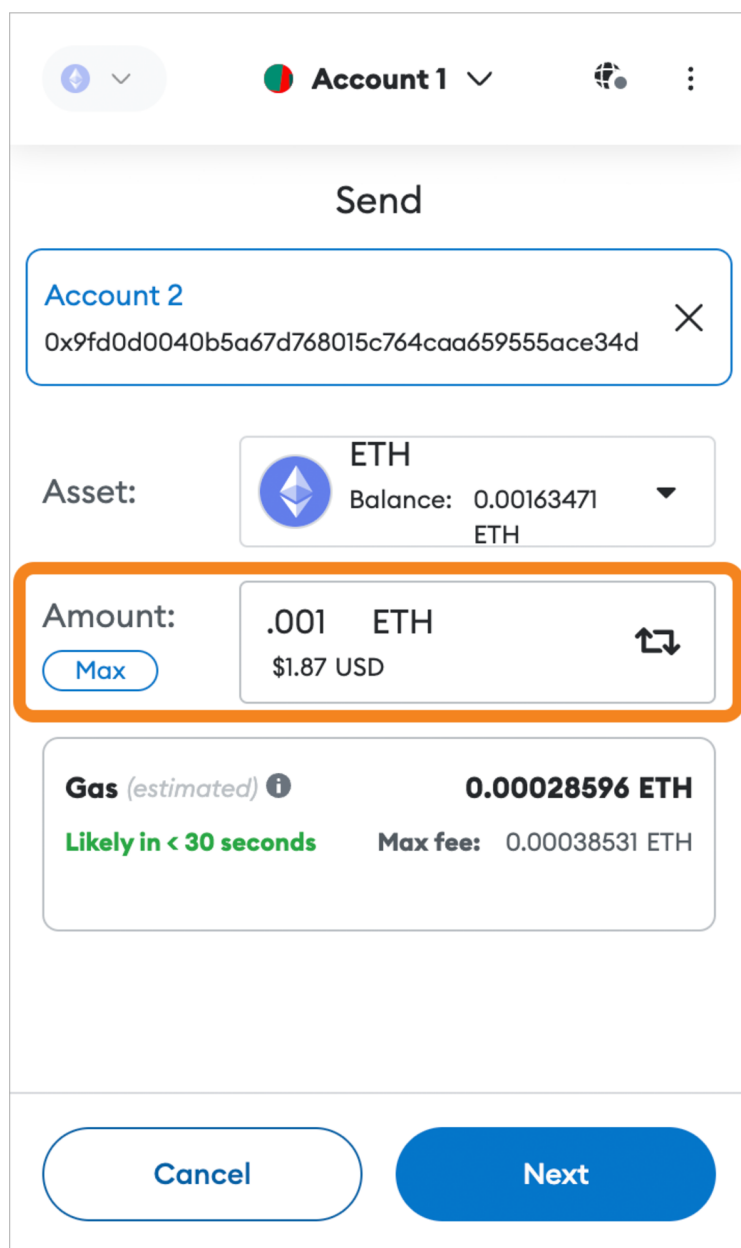 Account 1
Send
Account 2
0x9fd0d0040b5a67d768015c764caa659555ace34d
Asset:
ETH
Balance: 0.00163471
ETH
Amount:
.001 ETH
Max
$1.87 USD
Gas (estimated)
0.00028596 ETH
Likely in < 30 seconds
Max fee: 0.00038531 ETH
Cancel
Next